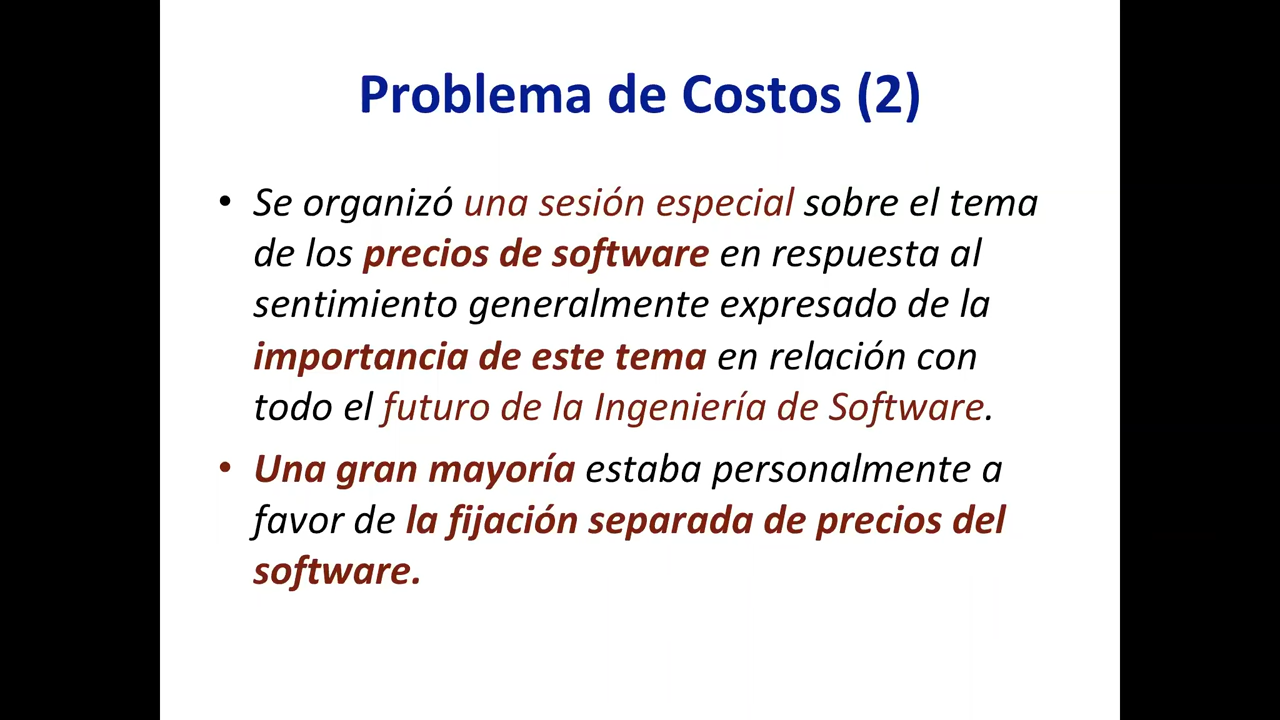 Problema de Costos (2)
• Se organizó una sesión especial sobre el tema
de los precios de software en respuesta al
sentimiento generalmente expresado de la
importancia de este tema en relación con
todo el futuro de la Ingeniería de Software.
• Una gran mayoría estaba personalmente a
favor de la fijación separada de precios del
software.